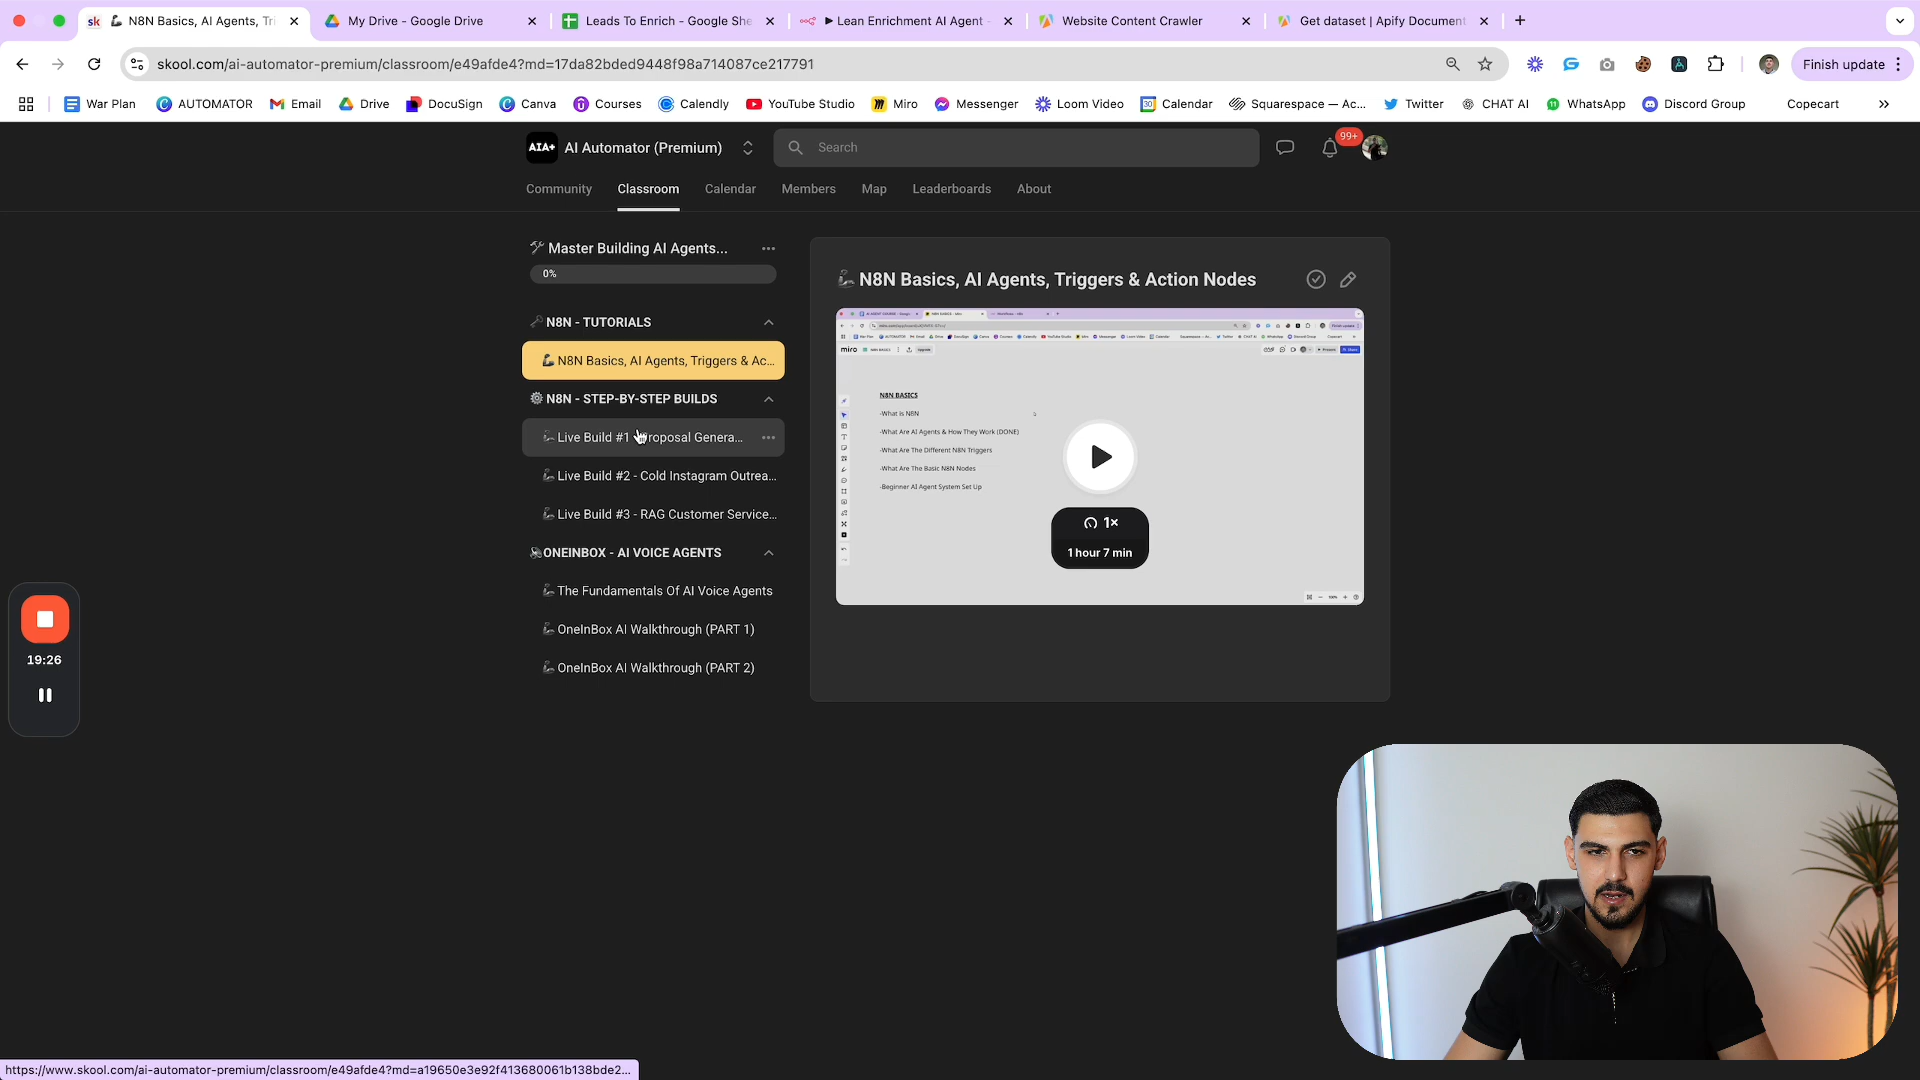 N8N Basics, AI Agents, Tri
My Drive - Google Drive
Leads To Enrich - Google She
▶ Lean Enrichment AI Agent -
Website Content Crawler
Get dataset | Apify Document
skool.com/ai-automator-premium/classroom/e49afde4?md=17da82bded9448f98a714087ce217791
Finish update
War Plan
AUTOMATOR
Email
Drive
DocuSign
Canva
Courses
Calendly
YouTube Studio
Miro
Messenger
Loom Video
Calendar
Squarespace — Ac...
Twitter
CHAT AI
WhatsApp
Discord Group
Copecart
AIA+
AI Automator (Premium)
Search
99+
Community
Classroom
Calendar
Members
Map
Leaderboards
About
Master Building AI Agents...
0%
N8N - TUTORIALS
N8N Basics, AI Agents, Triggers & Ac...
N8N - STEP-BY-STEP BUILDS
Live Build #1 - Proposal Genera...
Live Build #2 - Cold Instagram Outrea...
Live Build #3 - RAG Customer Service...
ONEINBOX - AI VOICE AGENTS
The Fundamentals Of AI Voice Agents
OneInBox AI Walkthrough (PART 1)
OneInBox AI Walkthrough (PART 2)
N8N Basics, AI Agents, Triggers & Action Nodes
miro
N8N BASICS
N8N BASICS
-What is N8N
-What Are AI Agents & How They Work (DONE)
-What Are The Different N8N Triggers
-What Are The Basic N8N Nodes
-Beginner AI Agent System Set Up
1×
1 hour 7 min
19:26
https://www.skool.com/ai-automator-premium/classroom/e49afde4?md=a19650e3e92f413680061b138bde2...